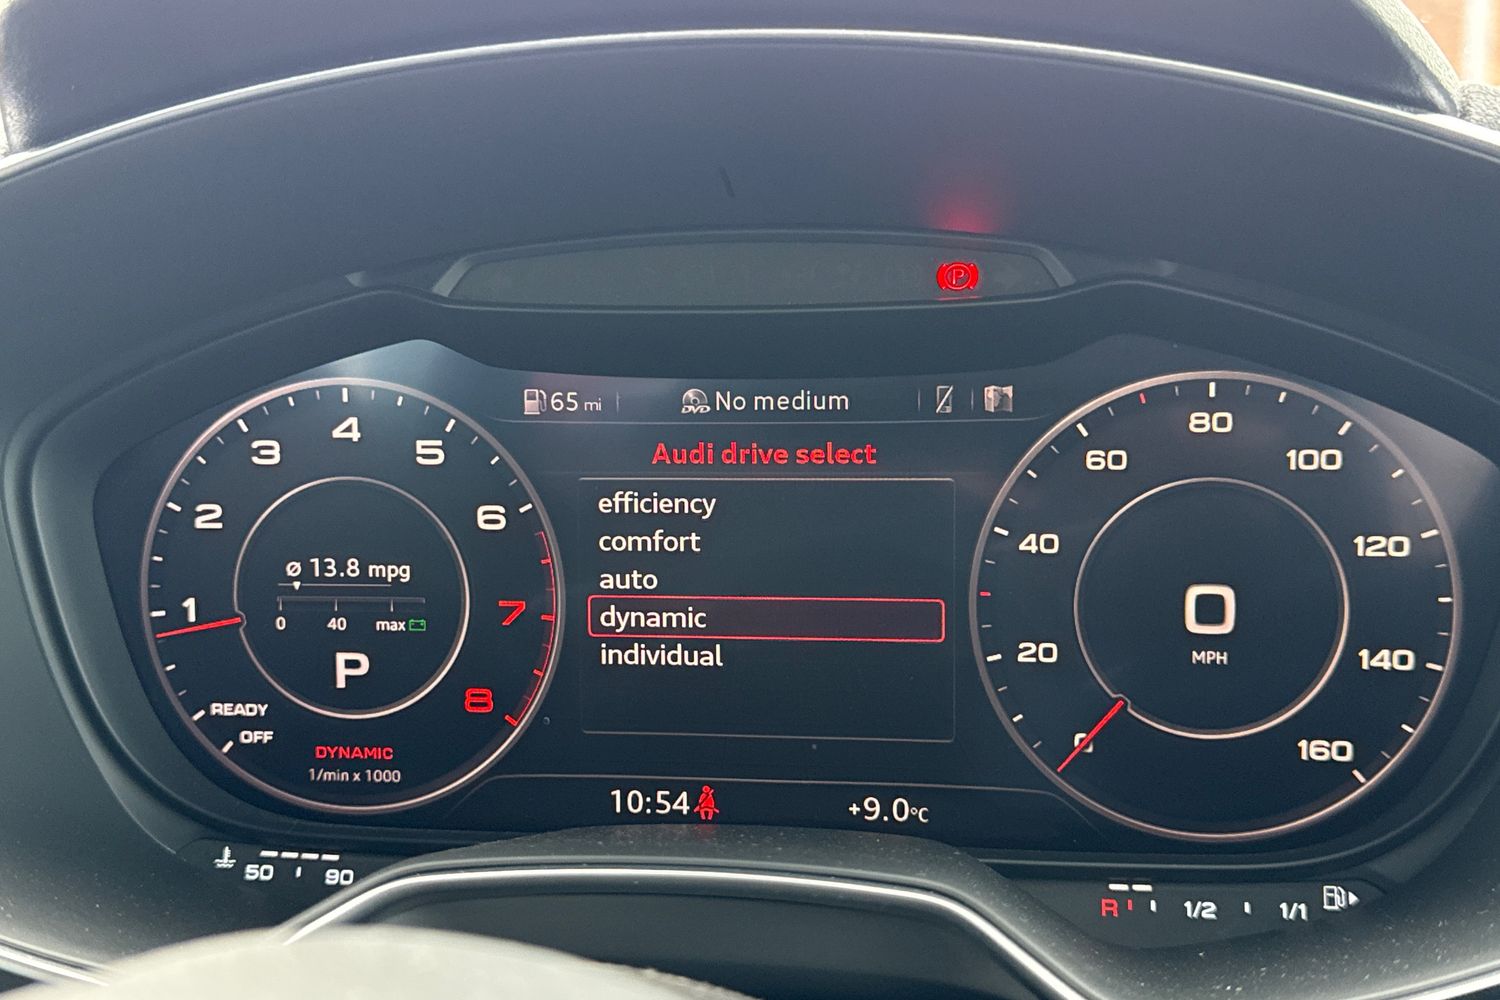 P
65 mi
DVD No medium
Audi drive select
efficiency
comfort
auto
dynamic
individual
1 2 3 4 5 6 7 8
ø 13.8 mpg
0 40 max
P
READY
OFF
DYNAMIC
1/min x 1000
20 40 60 80 100 120 140 160
0
MPH
10:54
+9.0°C
50 90
R 1/2 1/1